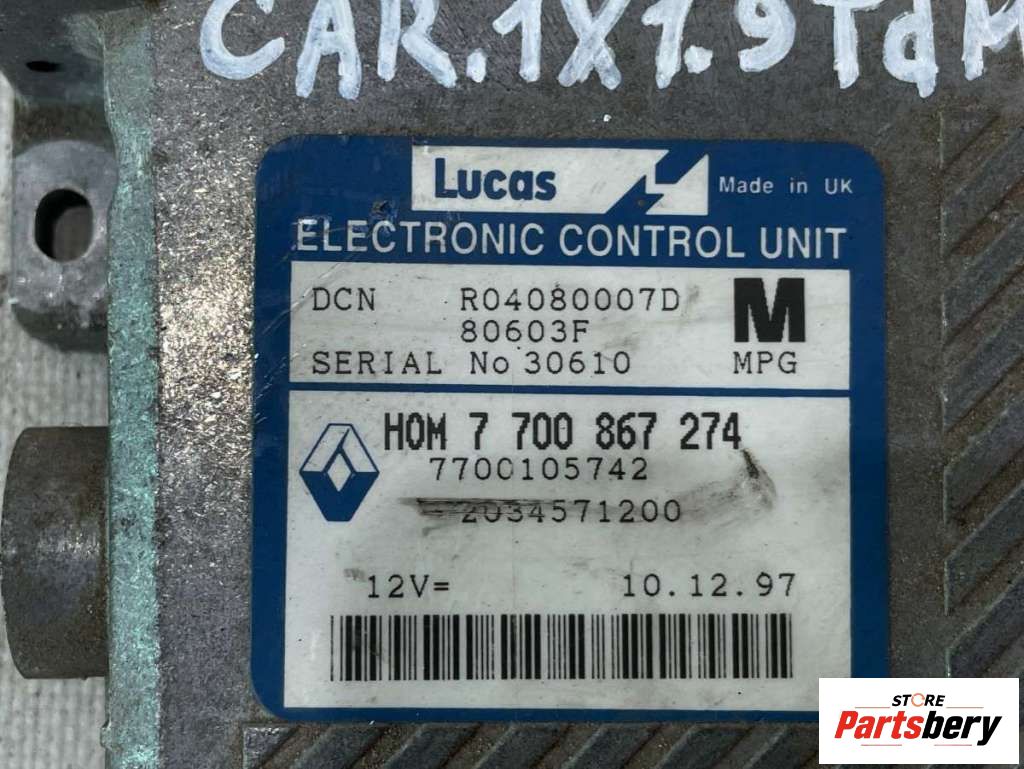 CAR.1X1.9TdM
Lucas
Made in UK
ELECTRONIC CONTROL UNIT
DCN R04080007D
80603F
M
SERIAL No 30610 MPG
HOM 7 700 867 274
7700105742
2034571200
12V= 10.12.97
STORE
Partsbery